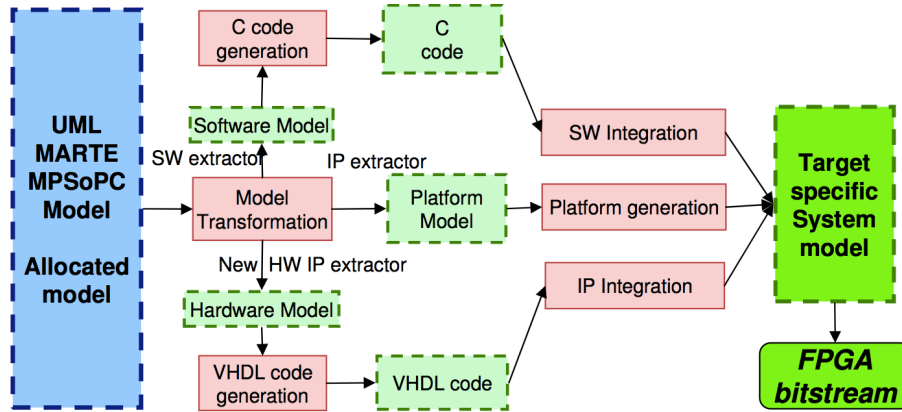 UML
MARTE
MPSoPC
Model
Allocated
model
C code
generation
C
code
Software Model
SW extractor
IP extractor
Model
Transformation
Platform
Model
New HW IP extractor
Hardware Model
VHDL code
generation
VHDL code
SW Integration
Platform generation
IP Integration
Target
specific
System
model
FPGA
bitstream